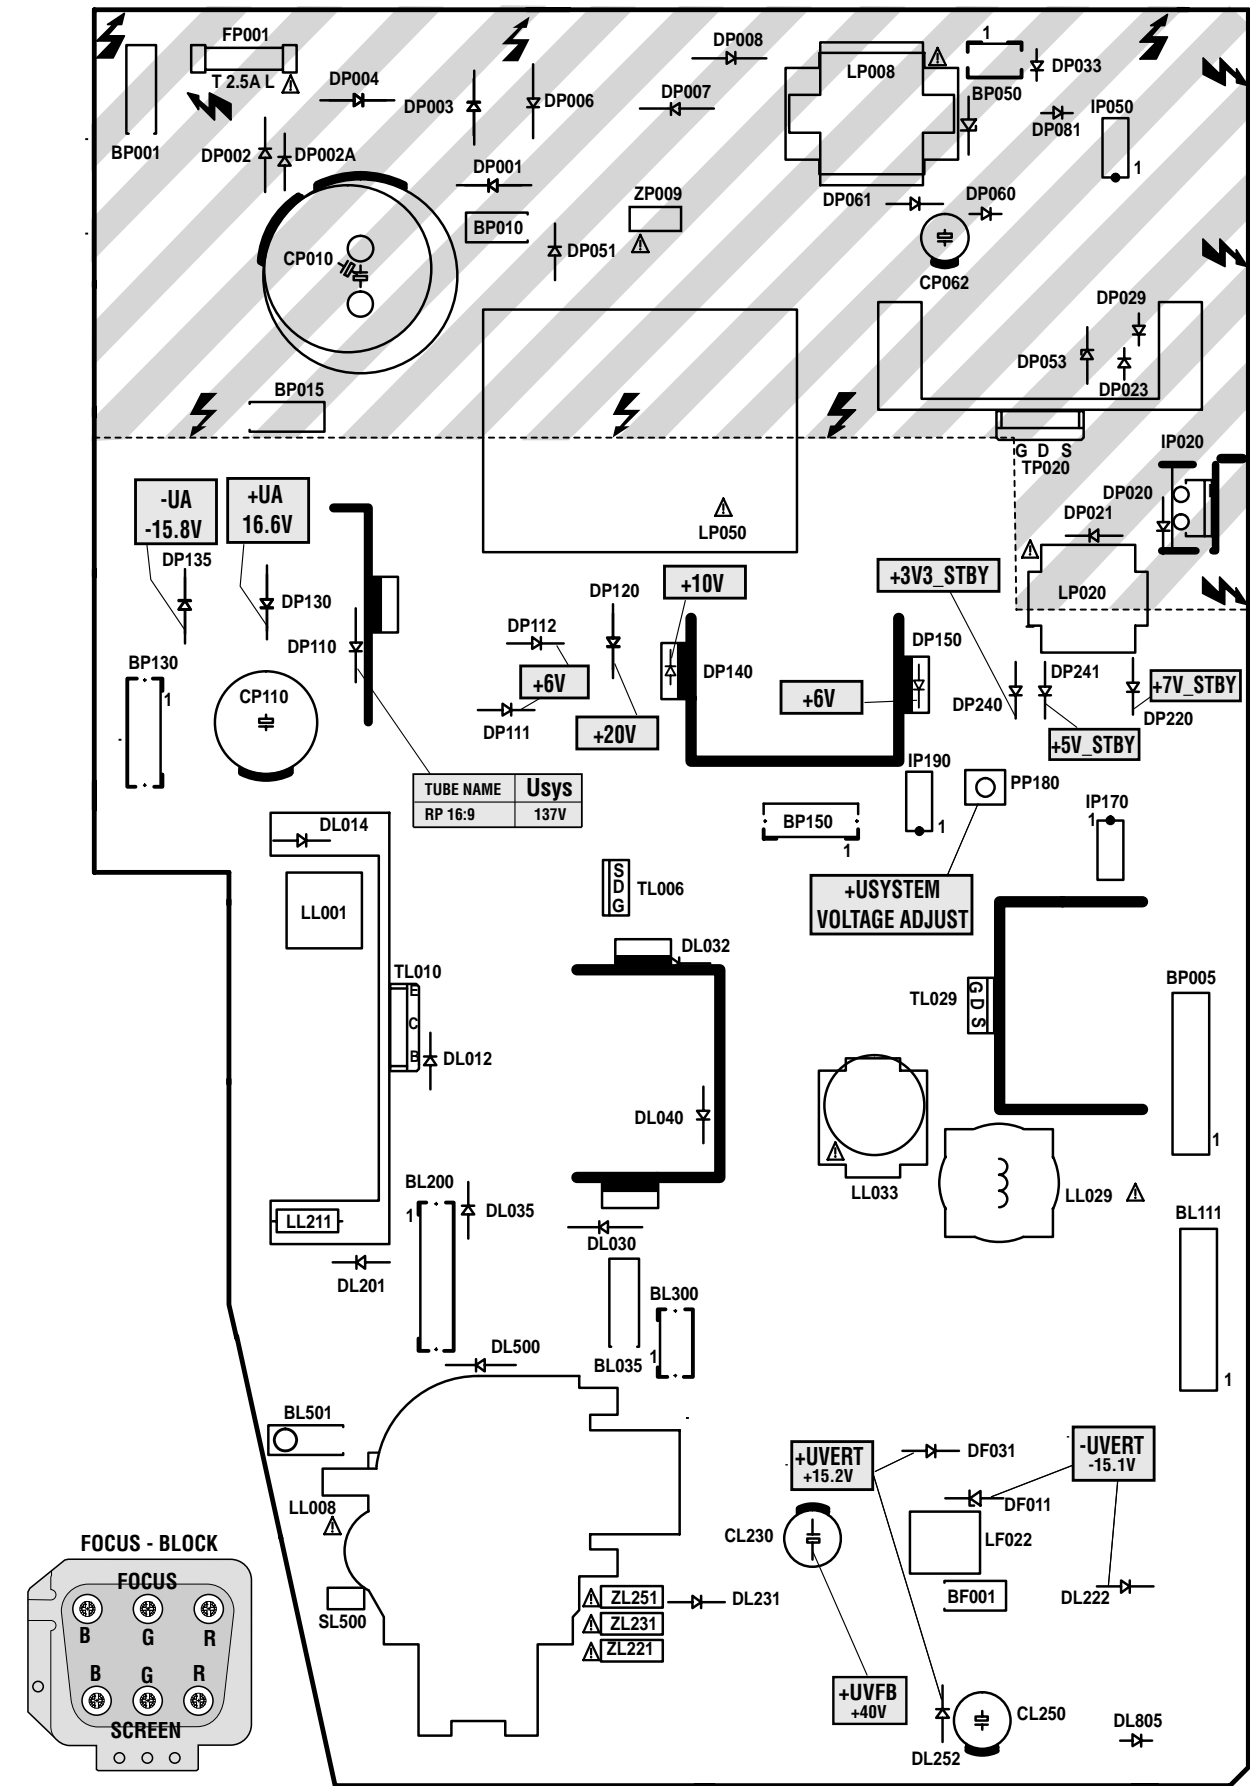 FP001
T 2.5A L
DP008
1
LP008
DP033
DP004
DP003
DP006
DP007
BP050
IP050
DP081
BP001
DP002
DP002A
1
DP001
ZP009
DP061
DP060
BP010
DP051
CP010
CP062
DP029
DP053
DP023
BP015
G D S
TP020
IP020
-UA
-15.8V
+UA
16.6V
DP020
DP021
LP050
DP135
+3V3_STBY
+10V
LP020
DP120
DP130
DP112
DP110
DP150
BP130
DP140
DP241
+6V
+7V_STBY
1
CP110
+6V
DP240
DP220
DP111
+20V
+5V_STBY
IP190
PP180
TUBE NAME
Usys
RP 16:9
137V
IP170
DL014
BP150
1
1
1
S
D
G
TL006
+USYSTEM
VOLTAGE ADJUST
LL001
DL032
TL010
BP005
E
C
B
TL029
G
D
S
DL012
DL040
1
BL200
LL033
LL029
1
DL035
BL111
LL211
DL030
DL201
BL300
DL500
BL035
1
1
BL501
+UVERT
+15.2V
DF031
-UVERT
-15.1V
LL008
DF011
CL230
LF022
FOCUS - BLOCK
FOCUS
B
G
R
SL500
ZL251
ZL231
ZL221
DL231
BF001
DL222
B
G
R
SCREEN
+UVFB
+40V
CL250
DL805
DL252